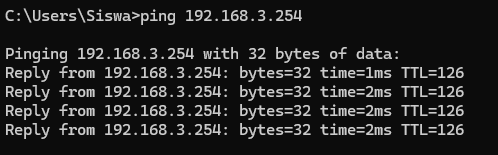 C:\Users\Siswa>ping 192.168.3.254
Pinging 192.168.3.254 with 32 bytes of data:
Reply from 192.168.3.254: bytes=32 time=1ms TTL=126
Reply from 192.168.3.254: bytes=32 time=2ms TTL=126
Reply from 192.168.3.254: bytes=32 time=2ms TTL=126
Reply from 192.168.3.254: bytes=32 time=2ms TTL=126